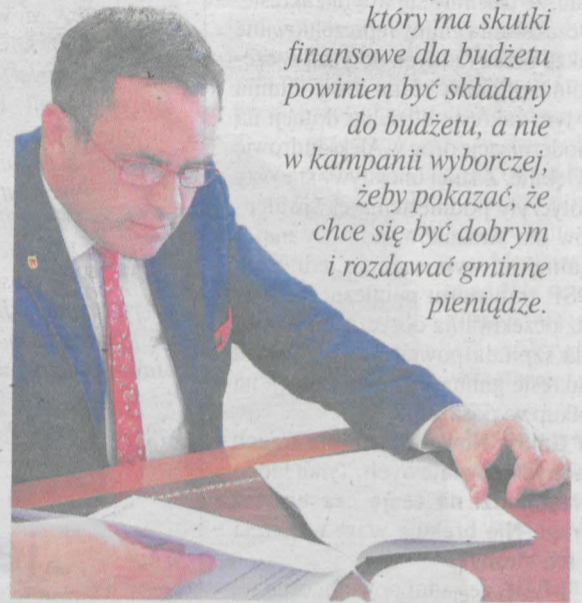 który ma skutki
finansowe dla budżetu
powinien być składany
do budżetu, a nie
w kampanii wyborczej,
żeby pokazać, że
chce się być dobrym
i rozdawać gminne
pieniądze.